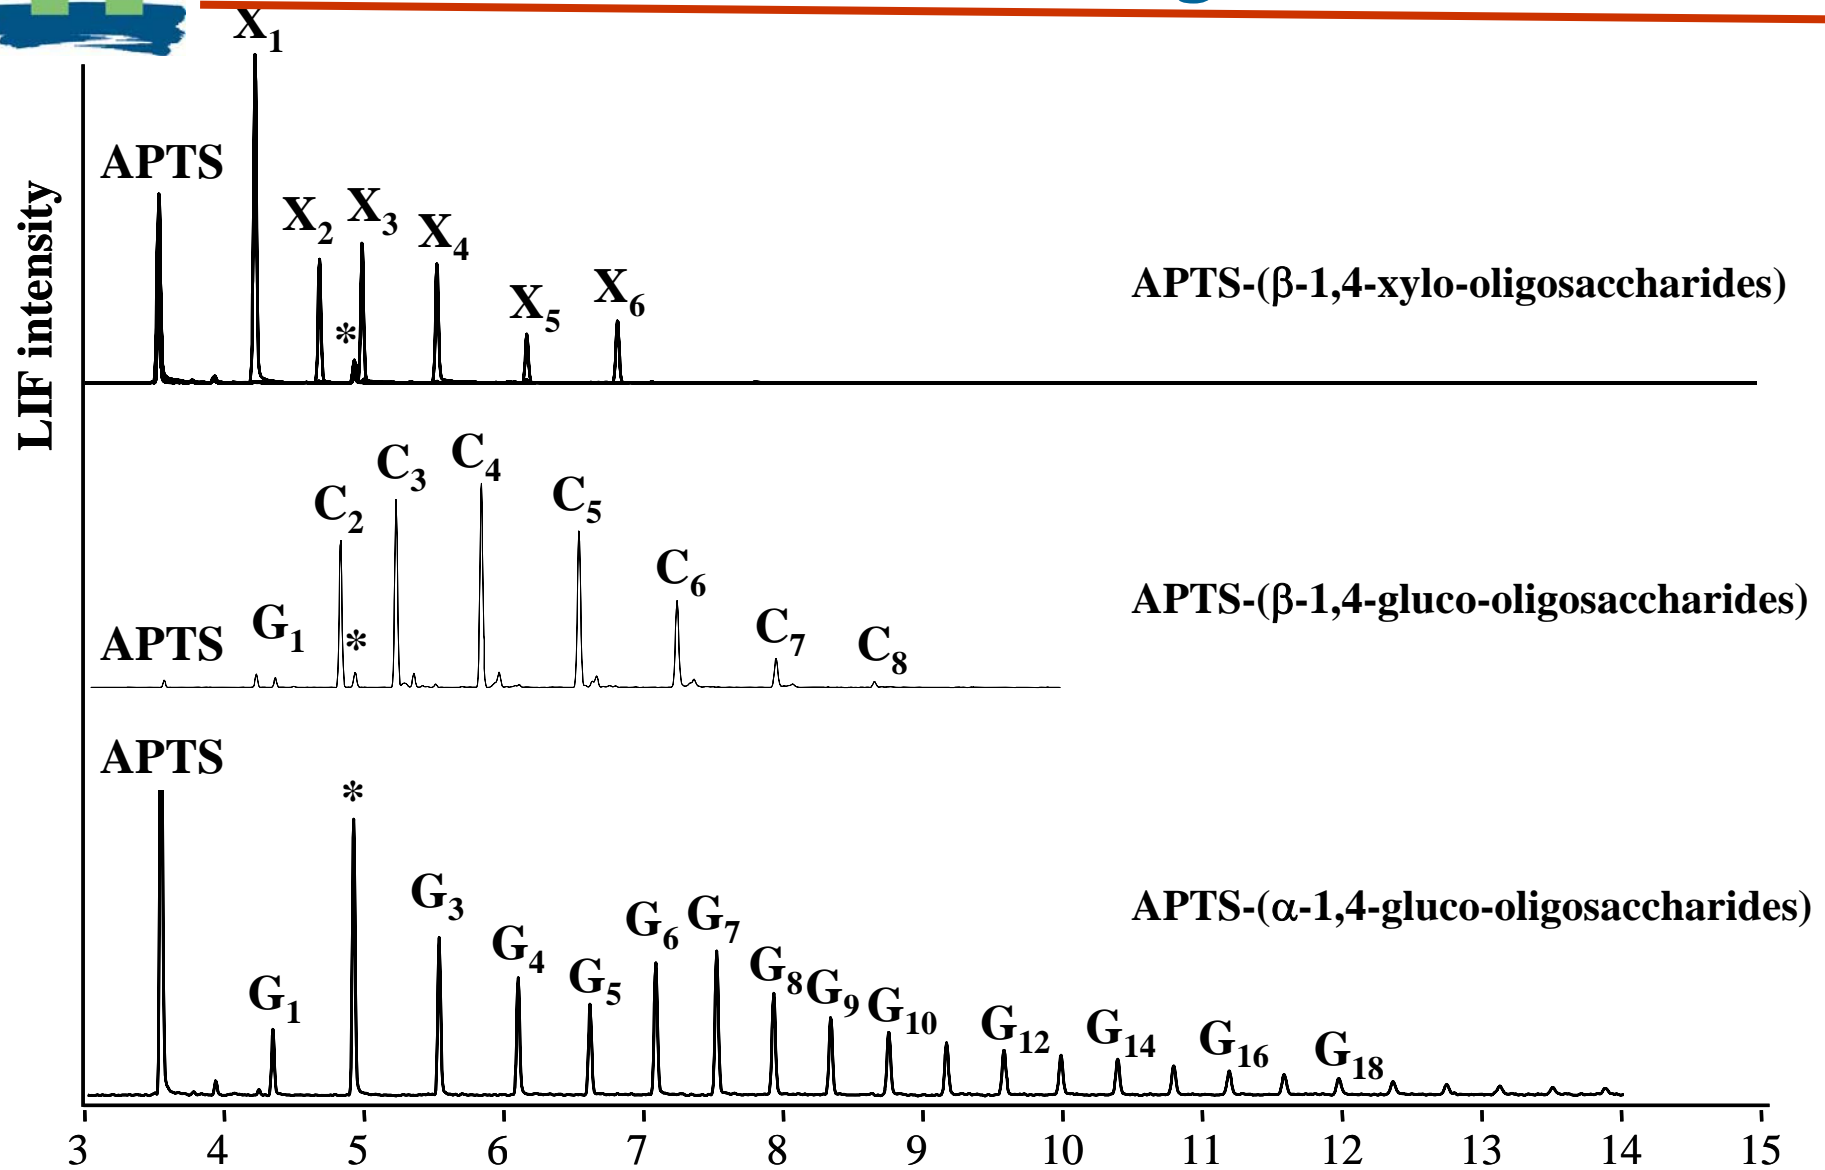 X₁
APTS
X₂
X₃
X₄
*
X₅
X₆
APTS-(β-1,4-xylo-oligosaccharides)
LIF intensity
C₂
C₃
C₄
C₅
C₆
C₇
C₈
APTS
G₁
*
APTS-(β-1,4-gluco-oligosaccharides)
APTS
*
G₁
G₃
G₄
G₅
G₆
G₇
G₈
G₉
G₁₀
G₁₂
G₁₄
G₁₆
G₁₈
APTS-(α-1,4-gluco-oligosaccharides)
3 4 5 6 7 8 9 10 11 12 13 14 15